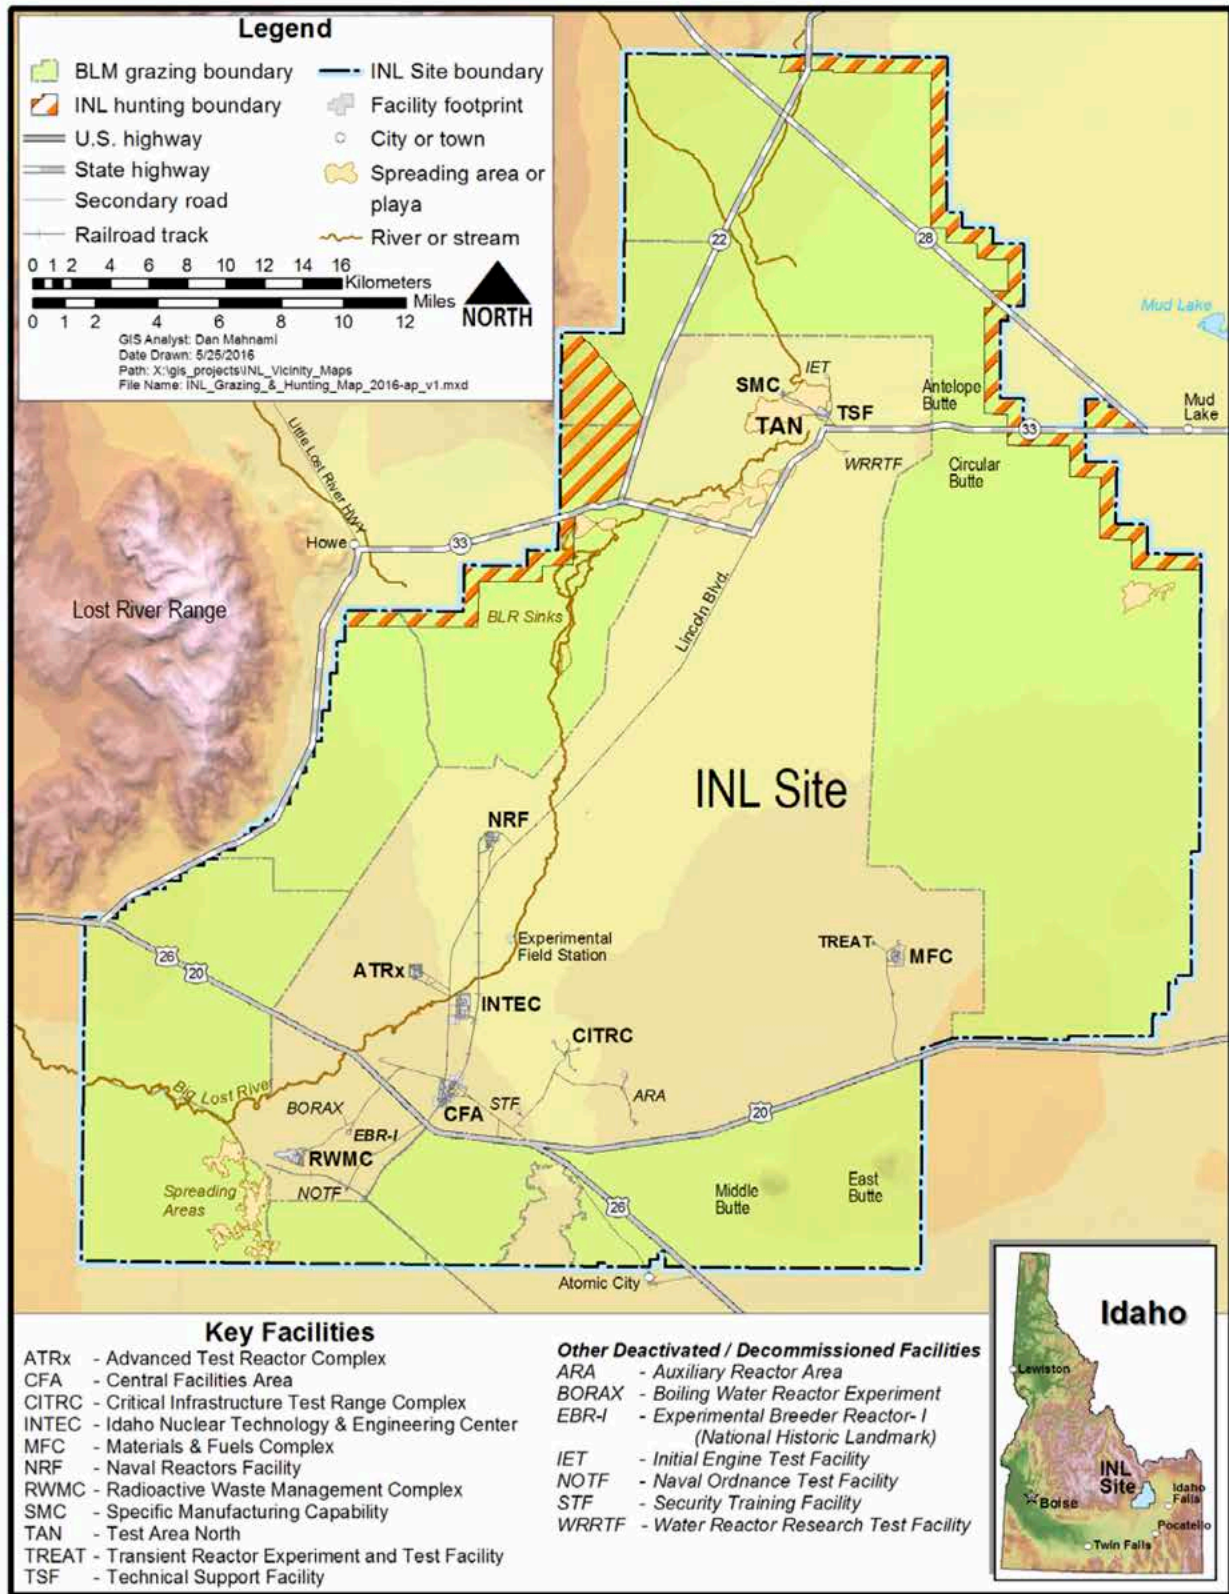 Legend
BLM grazing boundary
INL hunting boundary
U.S. highway
State highway
Secondary road
Railroad track
INL Site boundary
Facility footprint
City or town
Spreading area or
playa
River or stream
0 1 2 4 6 8 10 12 14 16
Kilometers
Miles
0 1 2 4 6 8 10 12
NORTH
GIS Analyst: Dan Mahnami
Date Drawn: 5/25/2016
Path: X:\gis_projects\INL_Vicinity_Maps
File Name: INL_Grazing_&_Hunting_Map_2016-ap_v1.mxd
22
28
Mud Lake
IET
SMC
TSF
TAN
Antelope
Butte
Mud
Lake
33
WRRTF
Circular
Butte
Little Lost River HWY
Howe
33
Lost River Range
BLR Sinks
Lincoln Blvd.
INL Site
NRF
Experimental
Field Station
TREAT
MFC
26
20
ATRx
INTEC
CITRC
Big Lost River
BORAX
STF
ARA
CFA
20
EBR-I
RWMC
NOTF
Spreading
Areas
Middle
Butte
East
Butte
26
Atomic City
Key Facilities
ATRx - Advanced Test Reactor Complex
CFA - Central Facilities Area
CITRC - Critical Infrastructure Test Range Complex
INTEC - Idaho Nuclear Technology & Engineering Center
MFC - Materials & Fuels Complex
NRF - Naval Reactors Facility
RWMC - Radioactive Waste Management Complex
SMC - Specific Manufacturing Capability
TAN - Test Area North
TREAT - Transient Reactor Experiment and Test Facility
TSF - Technical Support Facility
Other Deactivated / Decommissioned Facilities
ARA - Auxiliary Reactor Area
BORAX - Boiling Water Reactor Experiment
EBR-I - Experimental Breeder Reactor- I
(National Historic Landmark)
IET - Initial Engine Test Facility
NOTF - Naval Ordnance Test Facility
STF - Security Training Facility
WRRTF - Water Reactor Research Test Facility
Idaho
Lewiston
INL
Site
Boise
Idaho
Falls
Pocatello
Twin Falls